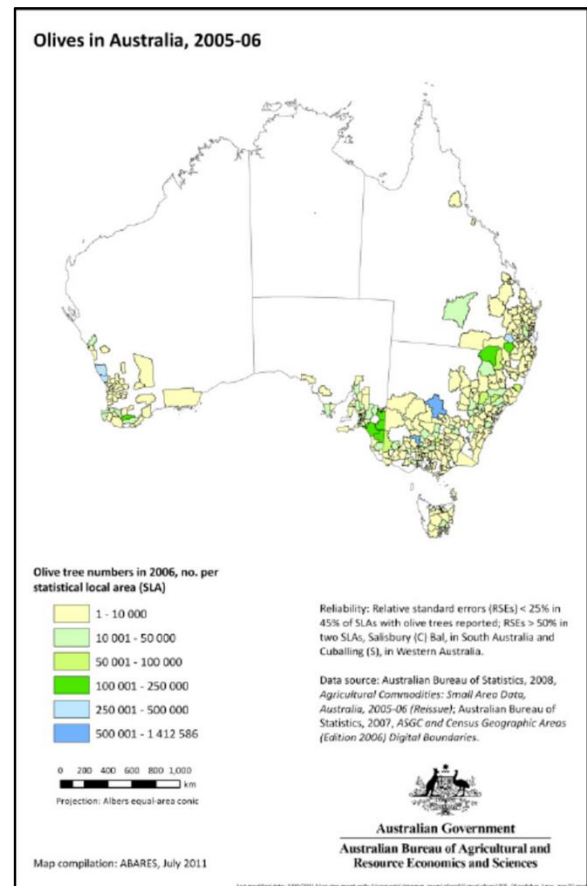 Olives in Australia, 2005-06
Olive tree numbers in 2006, no. per
statistical local area (SLA)
1 - 10 000
10 001 - 50 000
50 001 - 100 000
100 001 - 250 000
250 001 - 500 000
500 001 - 1 412 586
0 200 400 600 800 1,000
km
Projection: Albers equal-area conic
Map compilation: ABARES, July 2011
Reliability: Relative standard errors (RSEs) < 25% in
45% of SLAs with olive trees reported; RSEs > 50% in
two SLAs, Salisbury (C) Bal, in South Australia and
Cuballing (S), in Western Australia.
Data source: Australian Bureau of Statistics, 2008,
Agricultural Commodities: Small Area Data,
Australia, 2005-06 (Reissue); Australian Bureau of
Statistics, 2007, ASGC and Census Geographic Areas
(Edition 2006) Digital Boundaries.
Australian Government
Australian Bureau of Agricultural and
Resource Economics and Sciences